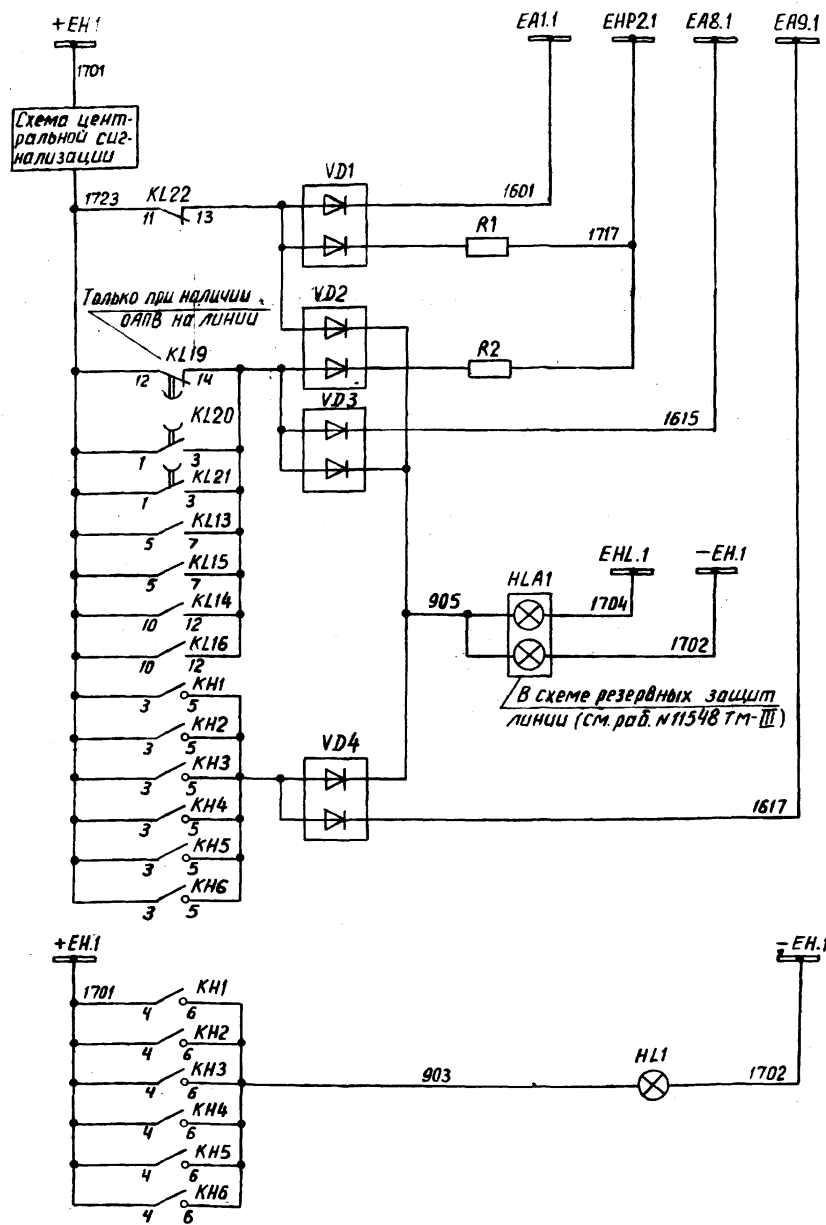 +EH1
EA1.1
EHP2.1
EA8.1
EA9.1
1701
Схема цент-
ральной сиг-
нализации
VD1
1723
KL22
11
13
1601
R1
1717
Только при наличии
ОАПВ на линии
VD2
KL19
12
14
R2
VD3
KL20
1
3
1615
KL21
1
3
KL13
5
7
KL15
5
7
EHL.1
-EH.1
HLA1
KL14
10
12
905
1704
KL16
10
12
1702
KH1
3
5
В схеме резервных защит
линии (см. раб. N11548 ТМ-III)
KH2
3
5
VD4
KH3
3
5
KH4
3
5
1617
KH5
3
5
KH6
3
5
+EH.1
-EH.1
1701
KH1
4
6
KH2
4
6
HL1
KH3
4
6
903
1702
KH4
4
6
KH5
4
6
KH6
4
6